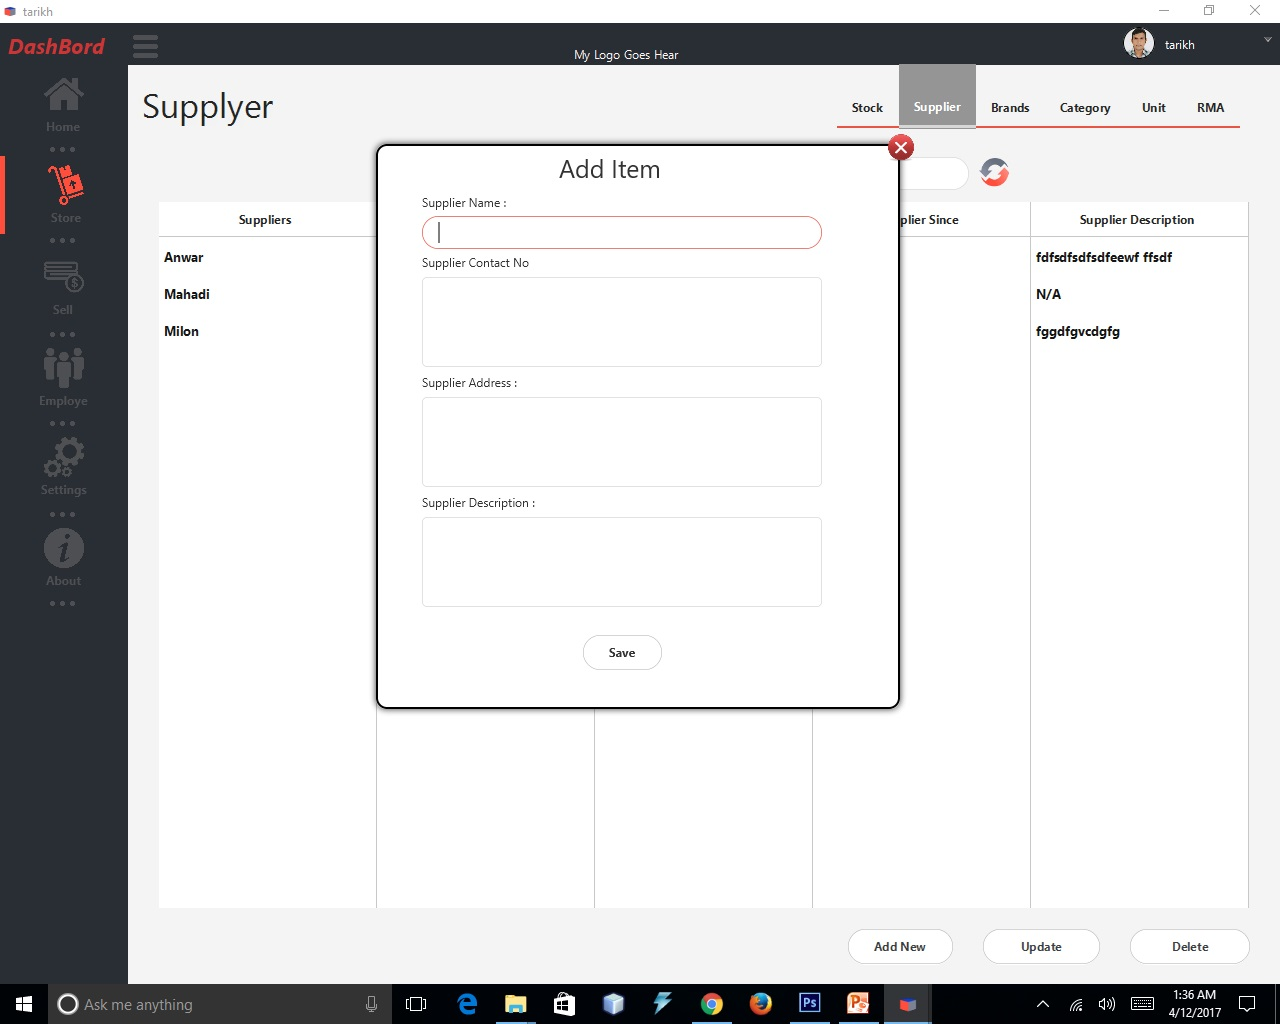 tarikh
DashBord
My Logo Goes Hear
tarikh
Supplyer
Stock
Supplier
Brands
Category
Unit
RMA
Home
Store
Sell
Employe
Settings
About
Suppliers
plier Since
Supplier Description
Anwar
fdfsdfsdfsdfeewf ffsdf
Mahadi
N/A
Milon
fggdfgvcdgfg
Add Item
Supplier Name :
Supplier Contact No
Supplier Address :
Supplier Description :
Save
Add New
Update
Delete
Ask me anything
Ps
1:36 AM
4/12/2017